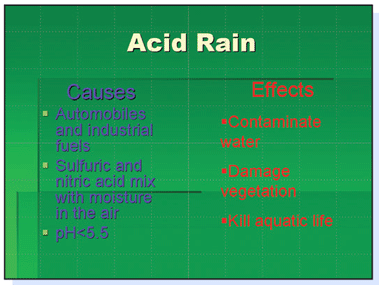 Acid Rain
Causes
▪ Automobiles
and industrial
fuels
▪ Sulfuric and
nitric acid mix
with moisture
in the air
▪ pH<5.5
Effects
▪Contaminate
water
▪Damage
vegetation
▪Kill aquatic life